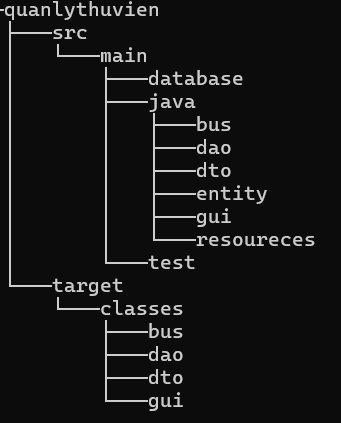 quanlythuvien
src
main
database
java
bus
dao
dto
entity
gui
resoureces
test
target
classes
bus
dao
dto
gui